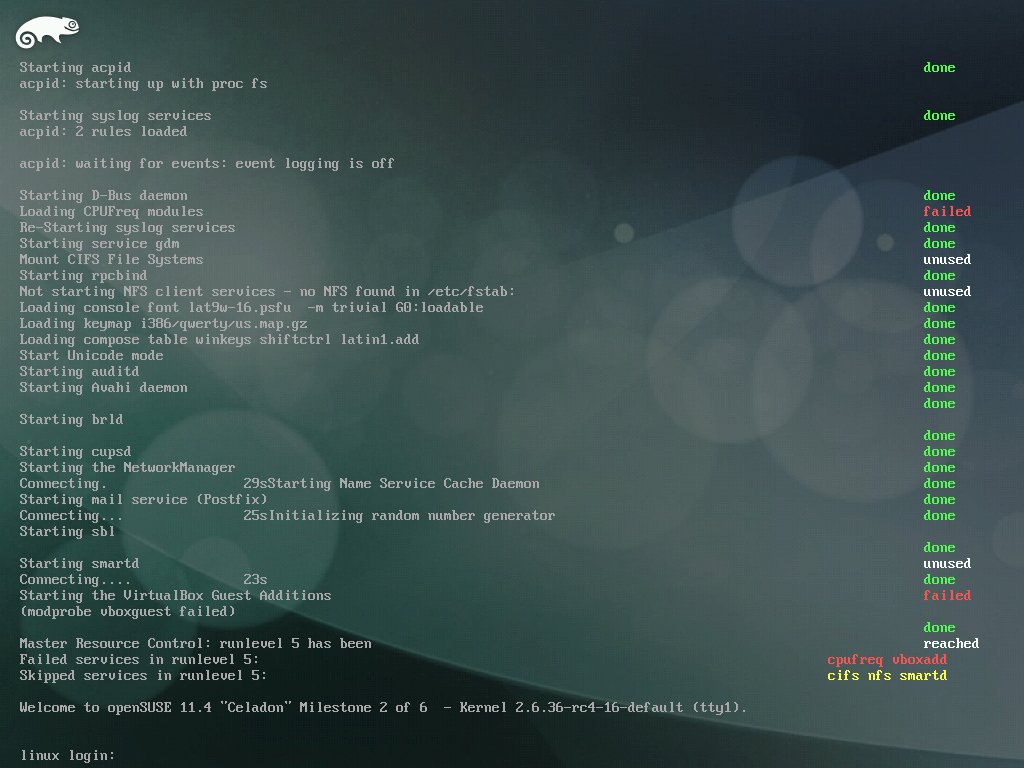 Starting acpid done
acpid: starting up with proc fs
Starting syslog services done
acpid: 2 rules loaded
acpid: waiting for events: event logging is off
Starting D-Bus daemon done
Loading CPUFreq modules failed
Re-Starting syslog services done
Starting service gdm done
Mount CIFS File Systems unused
Starting rpcbind done
Not starting NFS client services - no NFS found in /etc/fstab: unused
Loading console font lat9w-16.psfu  -m trivial G0:loadable done
Loading keymap i386/qwerty/us.map.gz done
Loading compose table winkeys shiftctrl latin1.add done
Start Unicode mode done
Starting auditd done
Starting Avahi daemon done
done
Starting brld
done
Starting cupsd done
Starting the NetworkManager done
Connecting. 29sStarting Name Service Cache Daemon done
Starting mail service (Postfix) done
Connecting... 25sInitializing random number generator done
Starting sbl
done
Starting smartd unused
Connecting.... 23s done
Starting the VirtualBox Guest Additions failed
(modprobe vboxguest failed)
done
Master Resource Control: runlevel 5 has been reached
Failed services in runlevel 5: cpufreq vboxadd
Skipped services in runlevel 5: cifs nfs smartd
Welcome to openSUSE 11.4 "Celadon" Milestone 2 of 6  - Kernel 2.6.36-rc4-16-default (tty1).
linux login: